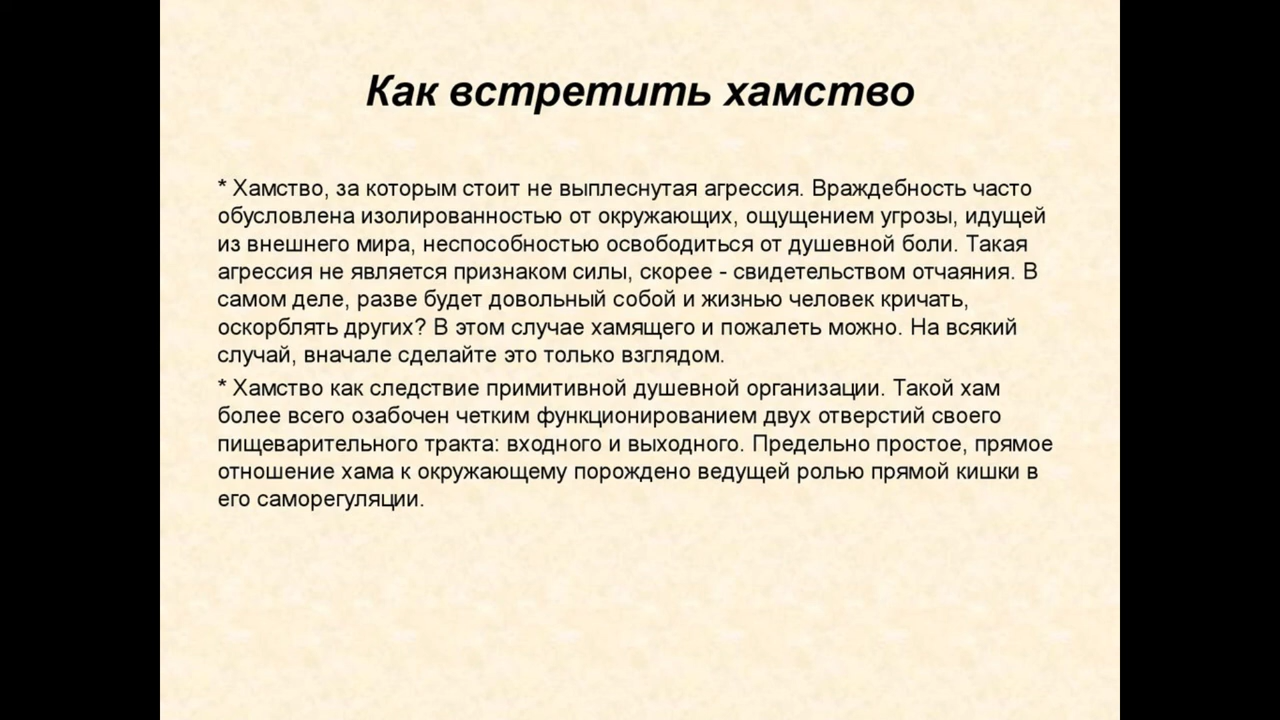 Как встретить хамство
* Хамство, за которым стоит не выплеснутая агрессия. Враждебность часто
обусловлена изолированностью от окружающих, ощущением угрозы, идущей
из внешнего мира, неспособностью освободиться от душевной боли. Такая
агрессия не является признаком силы, скорее - свидетельством отчаяния. В
самом деле, разве будет довольный собой и жизнью человек кричать,
оскорблять других? В этом случае хамящего и пожалеть можно. На всякий
случай, вначале сделайте это только взглядом.
* Хамство как следствие примитивной душевной организации. Такой хам
более всего озабочен четким функционированием двух отверстий своего
пищеварительного тракта: входного и выходного. Предельно простое, прямое
отношение хама к окружающему порождено ведущей ролью прямой кишки в
его саморегуляции.